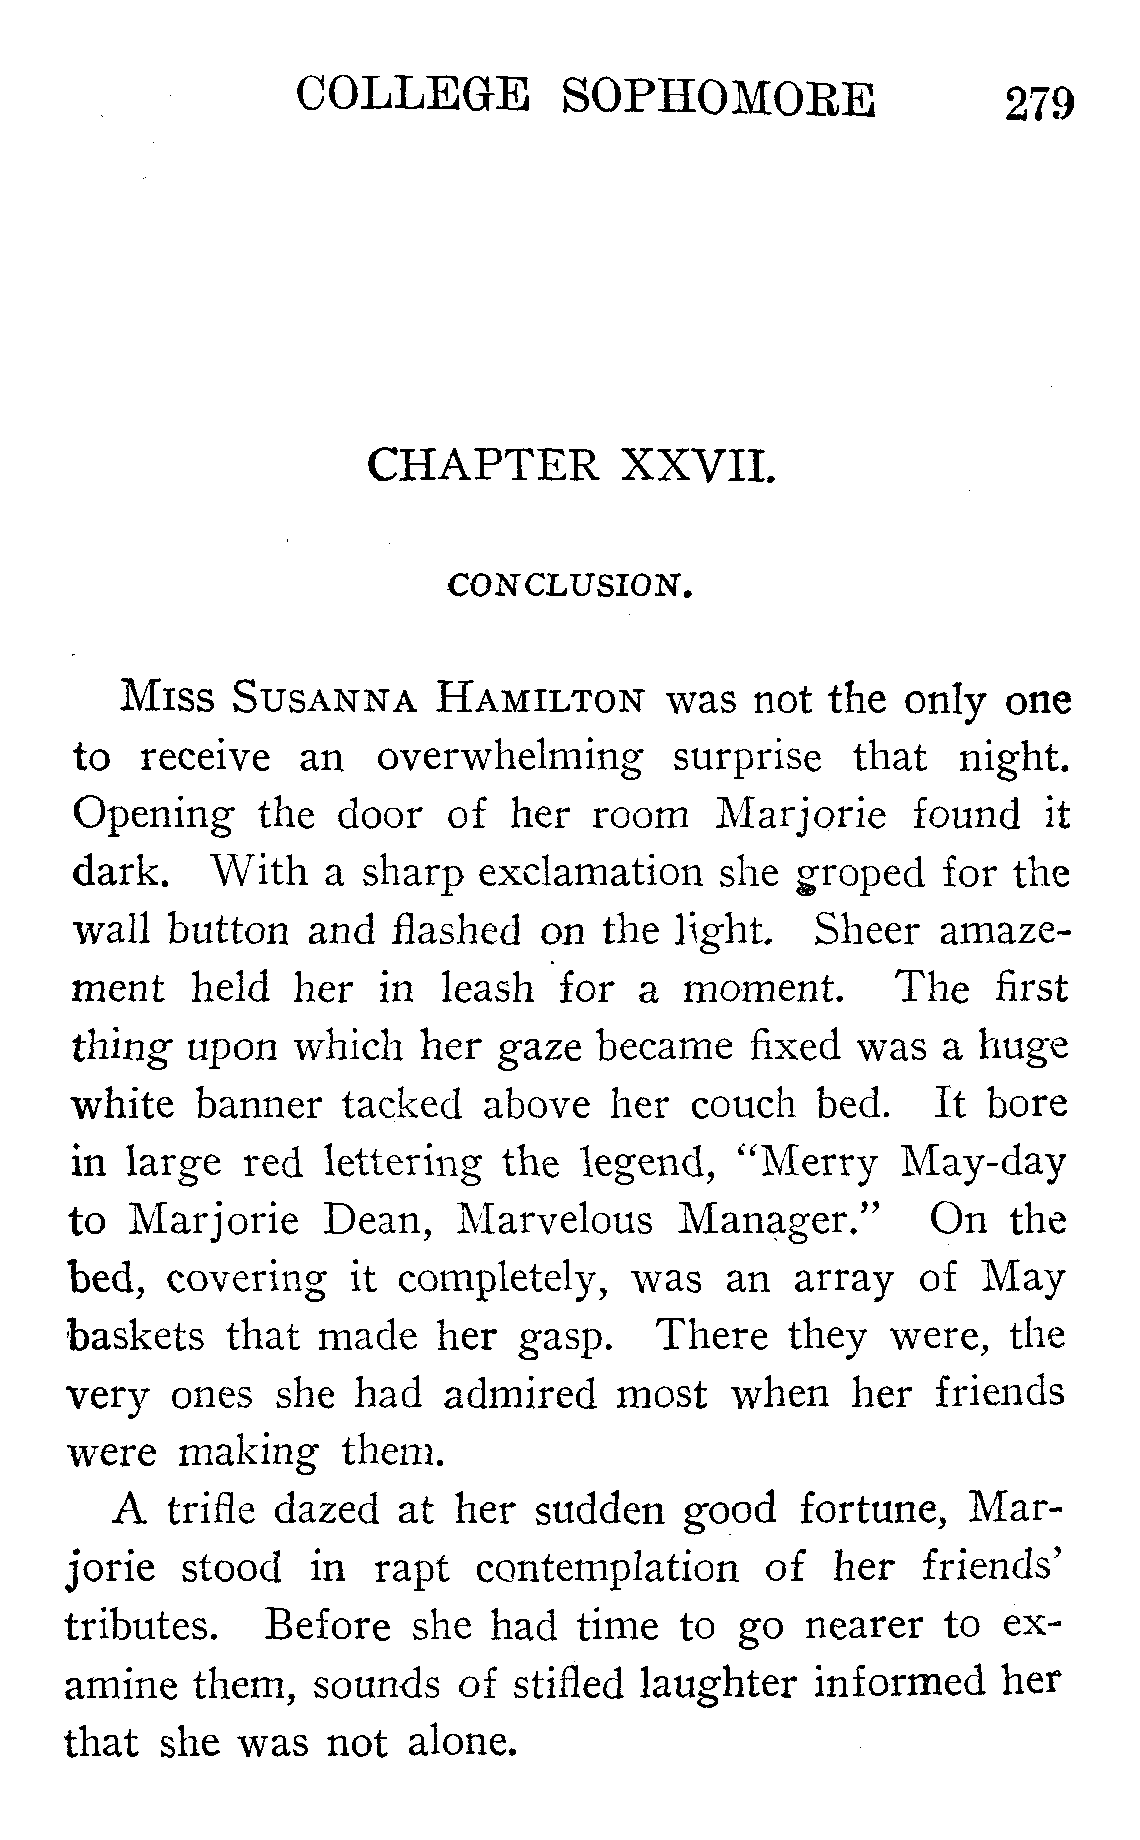 COLLEGE SOPHOMORE 279
CHAPTER XXVII.
CONCLUSION.
Miss Susanna Hamilton was not the only one
to receive an overwhelming surprise that night.
Opening the door of her room Marjorie found it
dark. With a sharp exclamation she groped for the
wall button and flashed on the light. Sheer amaze-
ment held her in leash for a moment. The first
thing upon which her gaze became fixed was a huge
white banner tacked above her couch bed. It bore
in large red lettering the legend, “Merry May-day
to Marjorie Dean, Marvelous Manager.” On the
bed, covering it completely, was an array of May
baskets that made her gasp. There they were, the
very ones she had admired most when her friends
were making them.
A trifle dazed at her sudden good fortune, Mar-
jorie stood in rapt contemplation of her friends’
tributes. Before she had time to go nearer to ex-
amine them, sounds of stifled laughter informed her
that she was not alone.